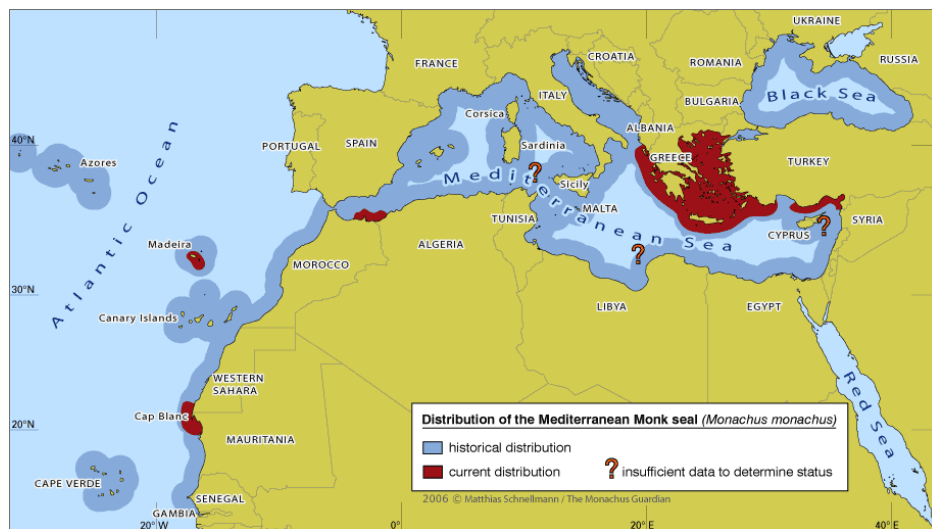 UKRAINE
FRANCE
CROATIA
ROMANIA
RUSSIA
ITALY
Black Sea
BULGARIA
Corsica
40°N
PORTUGAL
SPAIN
ALBANIA
Sardinia
GREECE
TURKEY
Azores
Mediterranean Sea
Sicily
?
MALTA
TUNISIA
CYPRUS
?
SYRIA
Atlantic Ocean
Madeira
ALGERIA
?
MOROCCO
30°N
Canary Islands
LIBYA
EGYPT
WESTERN
SAHARA
Red Sea
Cap Blanc
20°N
MAURITANIA
CAPE VERDE
SENEGAL
GAMBIA
Distribution of the Mediterranean Monk seal (Monachus monachus)
historical distribution
current distribution
? insufficient data to determine status
2006 © Matthias Schnellmann / The Monachus Guardian
20°W
0°
20°E
40°E